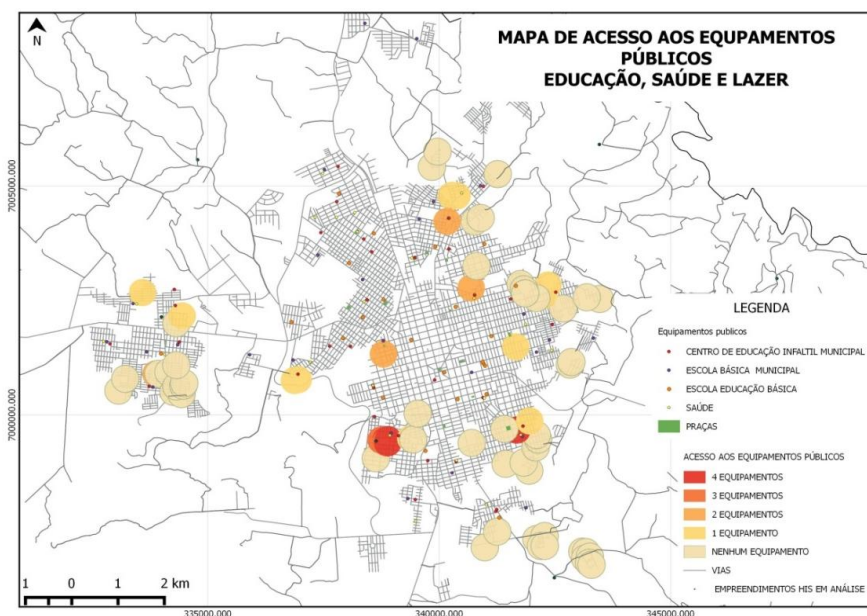 N
MAPA DE ACESSO AOS EQUPAMENTOS
PÚBLICOS
EDUCAÇÃO, SAÚDE E LAZER
7005000.000
7000000.000
LEGENDA
Equipamentos publicos
CENTRO DE EDUCAÇÃO INFALTIL MUNICIPAL
ESCOLA BÁSICA MUNICIPAL
ESCOLA EDUCAÇÃO BÁSICA
SAÚDE
PRAÇAS
ACESSO AOS EQUIPAMENTOS PÚBLICOS
4 EQUIPAMENTOS
3 EQUIPAMENTOS
2 EQUIPAMENTOS
1 EQUIPAMENTO
NENHUM EQUIPAMENTO
VIAS
EMPREENDIMENTOS HIS EM ANÁLISE
1 0 1 2 km
335000.000 340000.000 345000.000